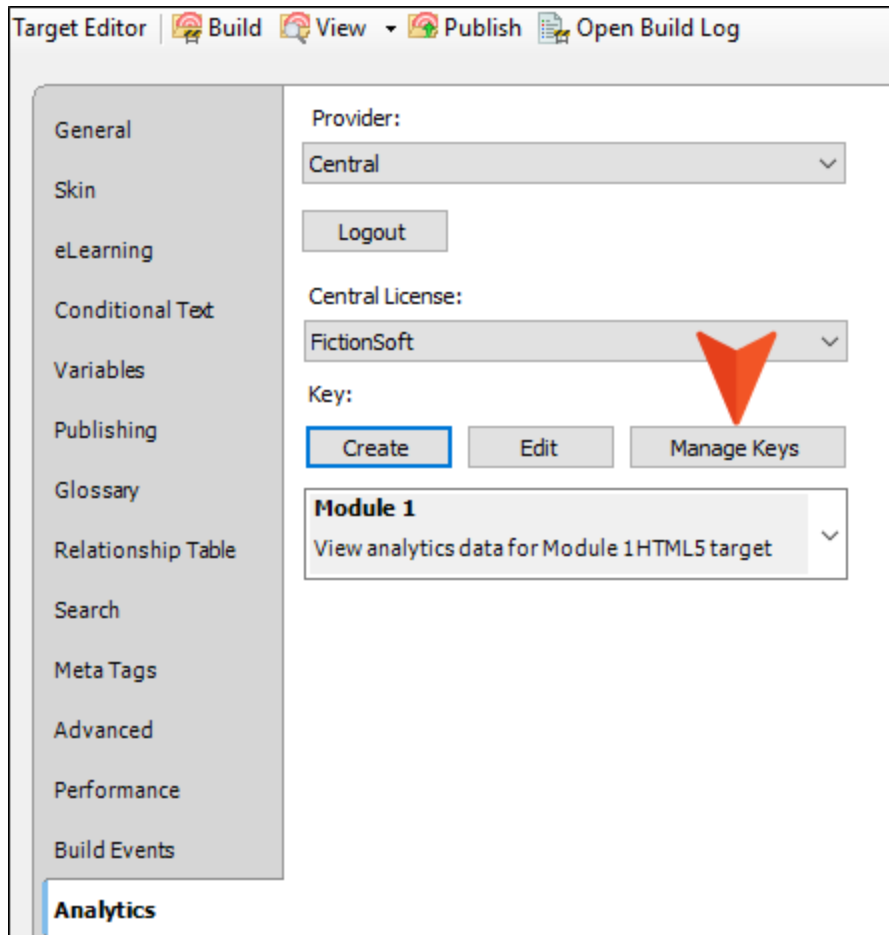 Target Editor Build View Publish Open Build Log
General
Skin
eLearning
Conditional Text
Variables
Publishing
Glossary
Relationship Table
Search
Meta Tags
Advanced
Performance
Build Events
Analytics
Provider:
Central
Logout
Central License:
FictionSoft
Key:
Create Edit Manage Keys
Module 1
View analytics data for Module 1HTML5 target